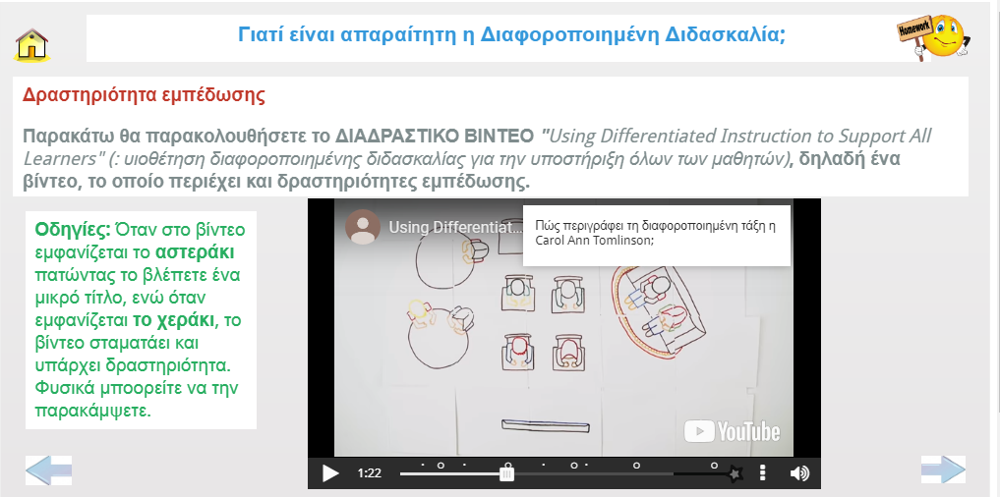 Γιατί είναι απαραίτητη η Διαφοροποιημένη Διδασκαλία;
Homework
Δραστηριότητα εμπέδωσης
Παρακάτω θα παρακολουθήσετε το ΔΙΑΔΡΑΣΤΙΚΟ ΒΙΝΤΕΟ "Using Differentiated Instruction to Support All
Learners" (: υιοθέτηση διαφοροποιημένης διδασκαλίας για την υποστήριξη όλων των μαθητών), δηλαδή ένα
βίντεο, το οποίο περιέχει και δραστηριότητες εμπέδωσης.
Οδηγίες: Όταν στο βίντεο
εμφανίζεται το αστεράκι
πατώντας το βλέπετε ένα
μικρό τίτλο, ενώ όταν
εμφανίζεται το χεράκι, το
βίντεο σταματάει και
υπάρχει δραστηριότητα.
Φυσικά μποορείτε να την
παρακάμψετε.
Using Differentiat...
Πώς περιγράφει τη διαφοροποιημένη τάξη η
Carol Ann Tomlinson;
YouTube
1:22